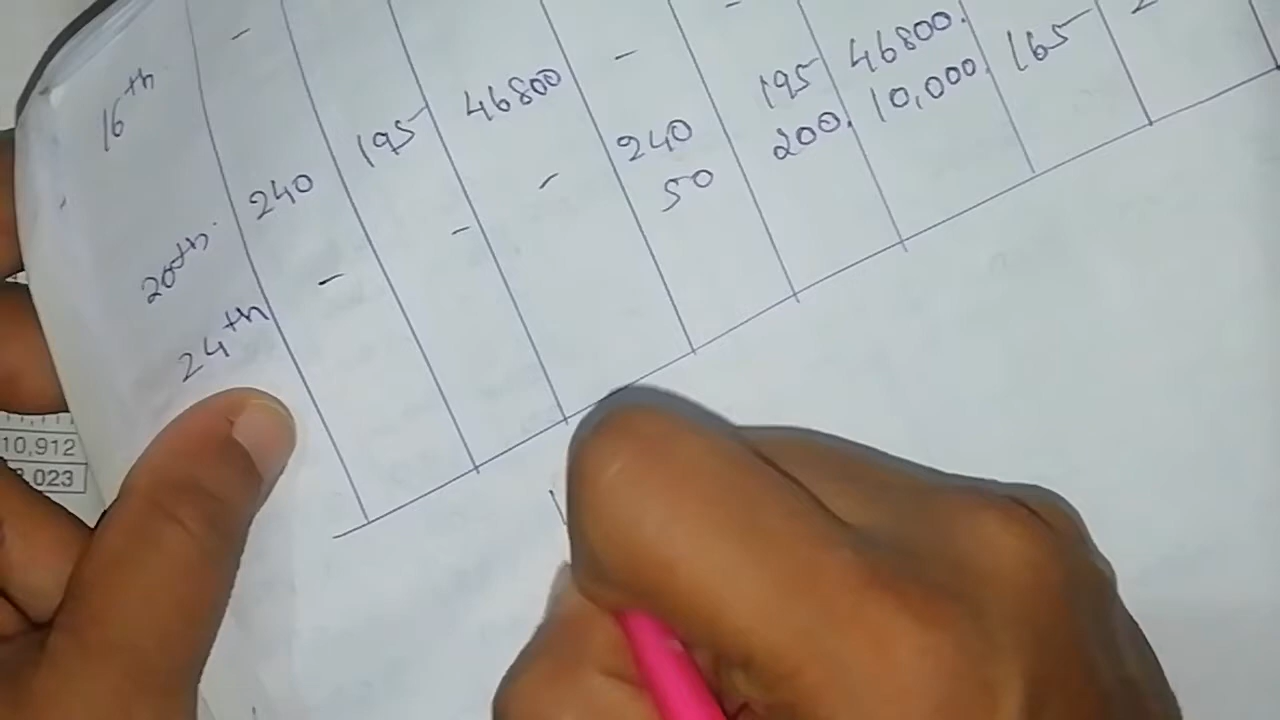 16th -
20th. 240 195 46800 - -
24th - - - 240 195 46800.
50 200. 10,000. 165
10,912
,023